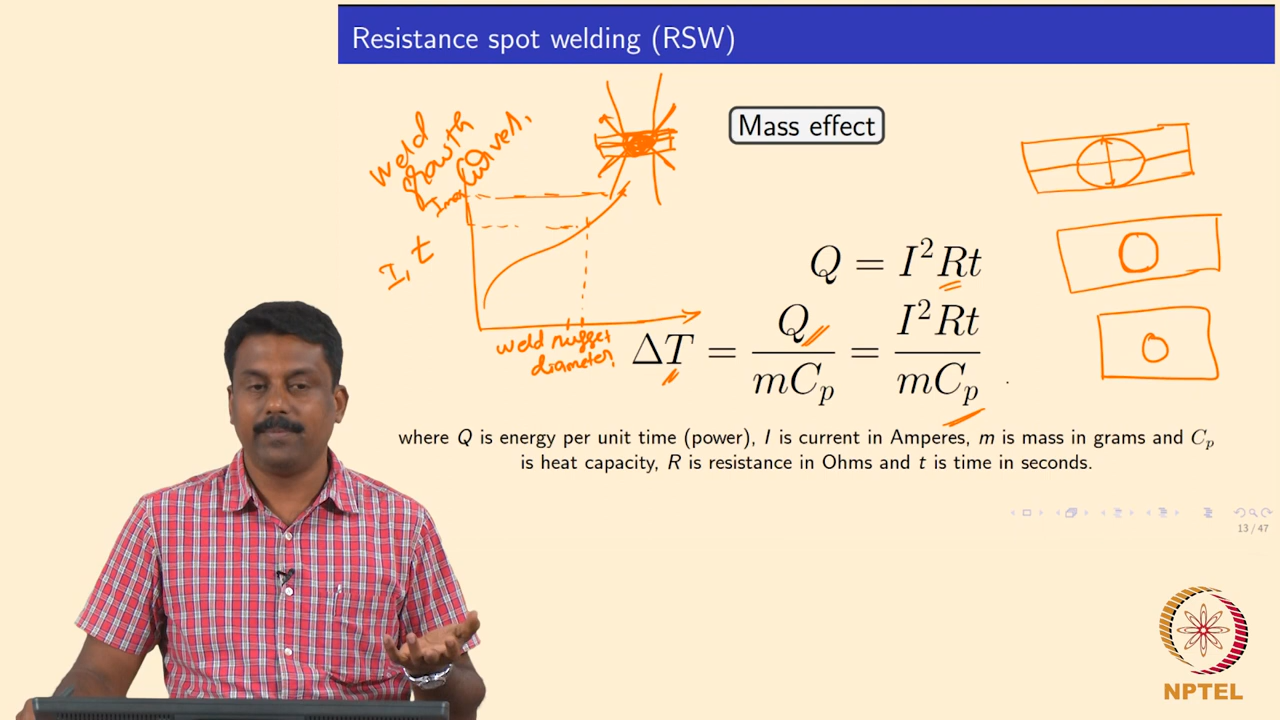 Resistance spot welding (RSW)
Mass effect
weld
growth
curves,
Imax
I, t
weld nugget
diameter,
Q = I²Rt
ΔT = Q/mCp = I²Rt/mCp
where Q is energy per unit time (power), I is current in Amperes, m is mass in grams and Cp
is heat capacity, R is resistance in Ohms and t is time in seconds.
13 / 47
NPTEL